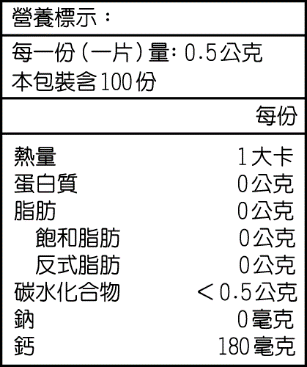 營養標示：
每一份(一片)量: 0.5公克
本包裝含100份
每份
熱量 1大卡
蛋白質 0公克
脂肪 0公克
飽和脂肪 0公克
反式脂肪 0公克
碳水化合物 <0.5公克
鈉 0毫克
鈣 180毫克